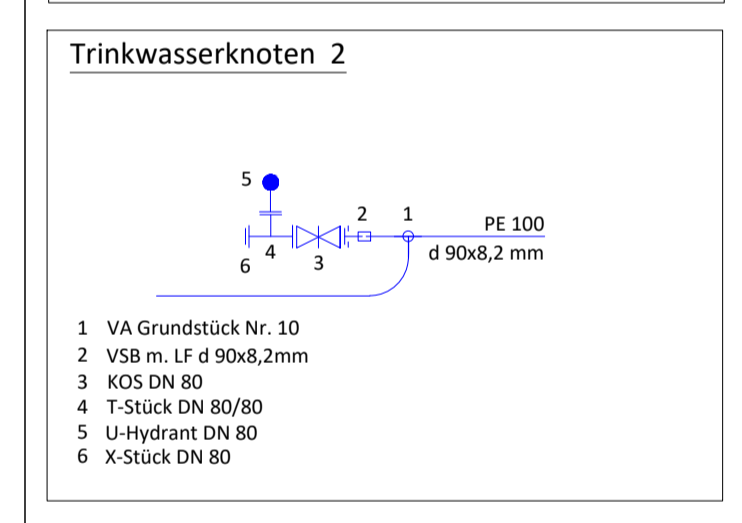 Trinkwasserknoten 2
5
2 1 PE 100
4 3 d 90x8,2 mm
6
1 VA Grundstück Nr. 10
2 VSB m. LF d 90x8,2mm
3 KOS DN 80
4 T-Stück DN 80/80
5 U-Hydrant DN 80
6 X-Stück DN 80